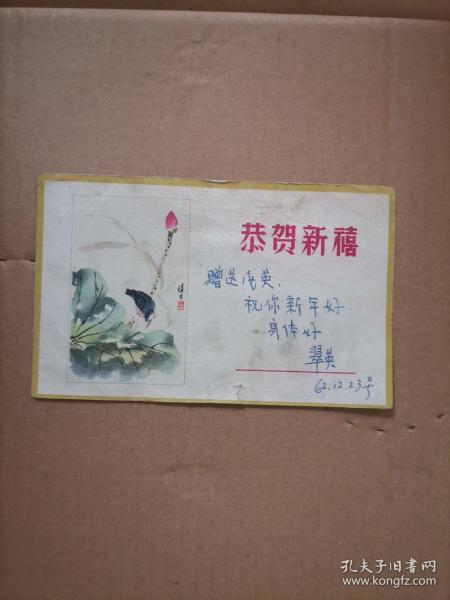 恭贺新禧
赠送茂英,
祝你新年好.
身体好.
翠英
62.12.23号
孔夫子旧书网
www.kongfz.com